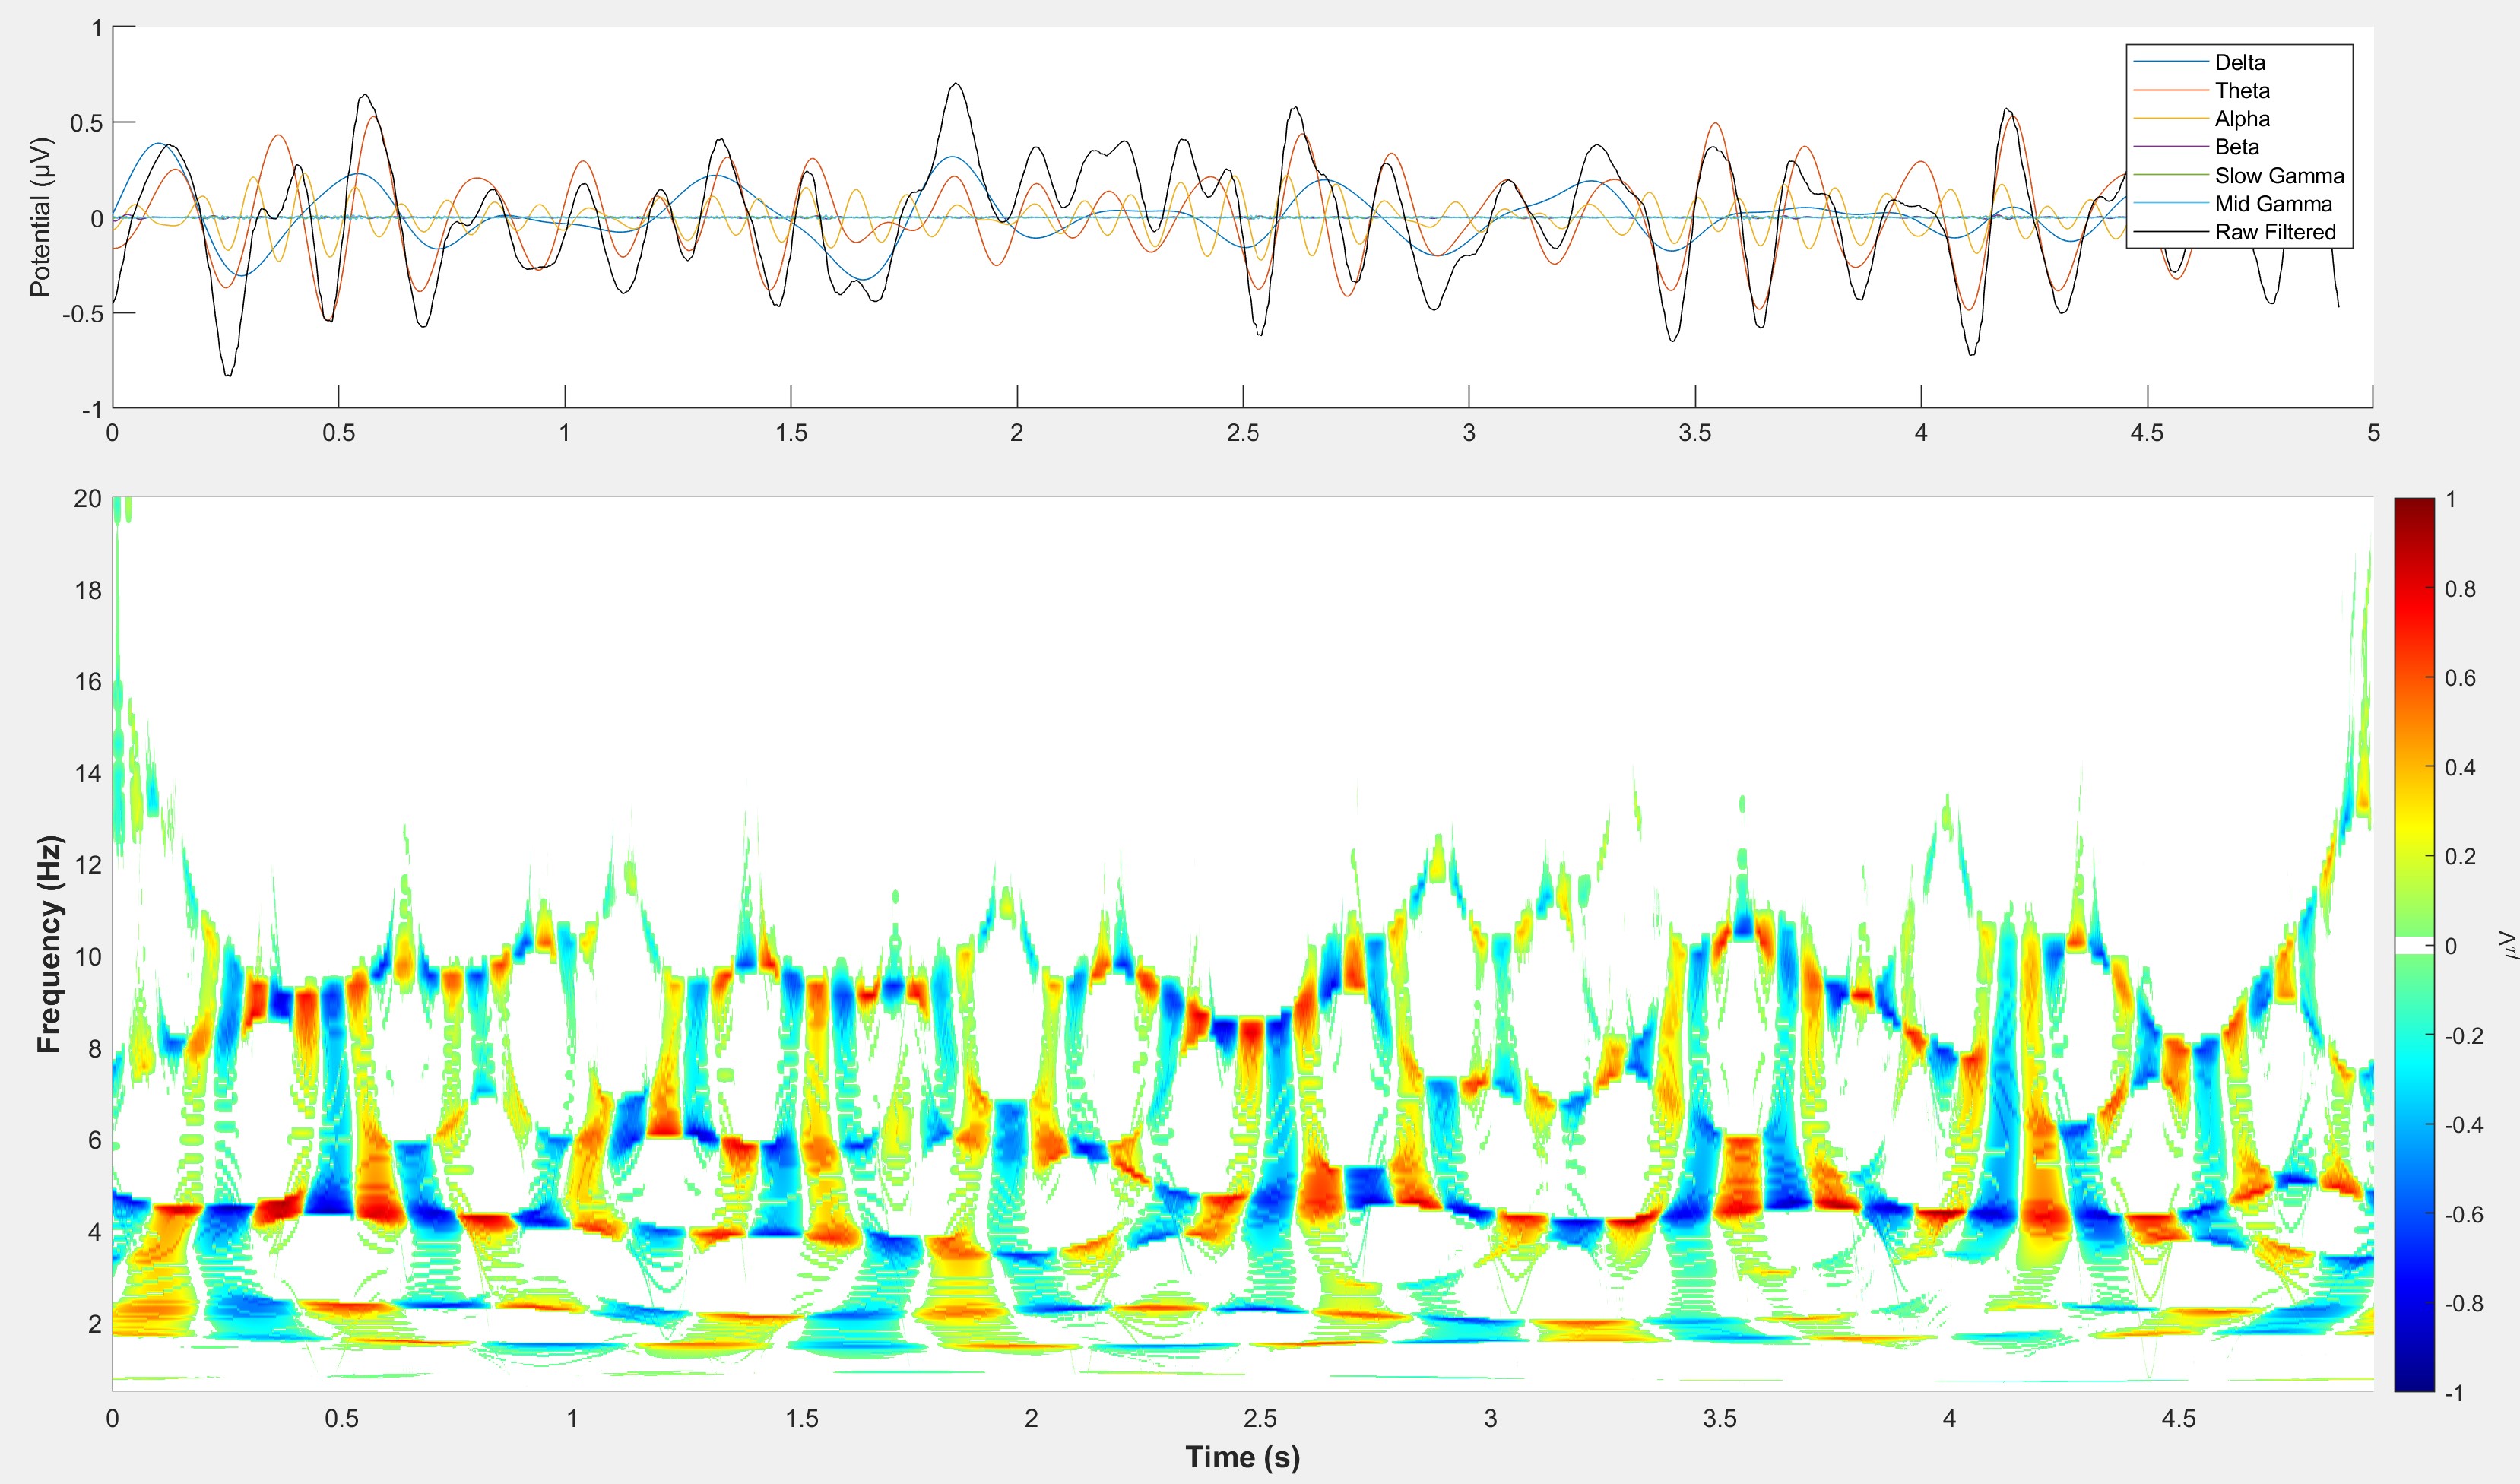 1
0.5
0
-0.5
-1
Potential (µV)
0 0.5 1 1.5 2 2.5 3 3.5 4 4.5 5
Delta
Theta
Alpha
Beta
Slow Gamma
Mid Gamma
Raw Filtered
20
18
16
14
12
10
8
6
4
2
Frequency (Hz)
0 0.5 1 1.5 2 2.5 3 3.5 4 4.5
Time (s)
1
0.8
0.6
0.4
0.2
0
-0.2
-0.4
-0.6
-0.8
-1
µV